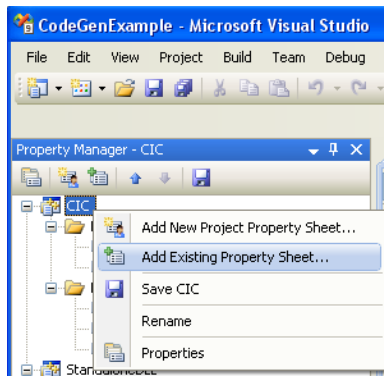 CodeGenExample - Microsoft Visual Studio
File Edit View Project Build Team Debug
Property Manager - CIC
CIC
Add New Project Property Sheet...
Add Existing Property Sheet...
Save CIC
Rename
Properties